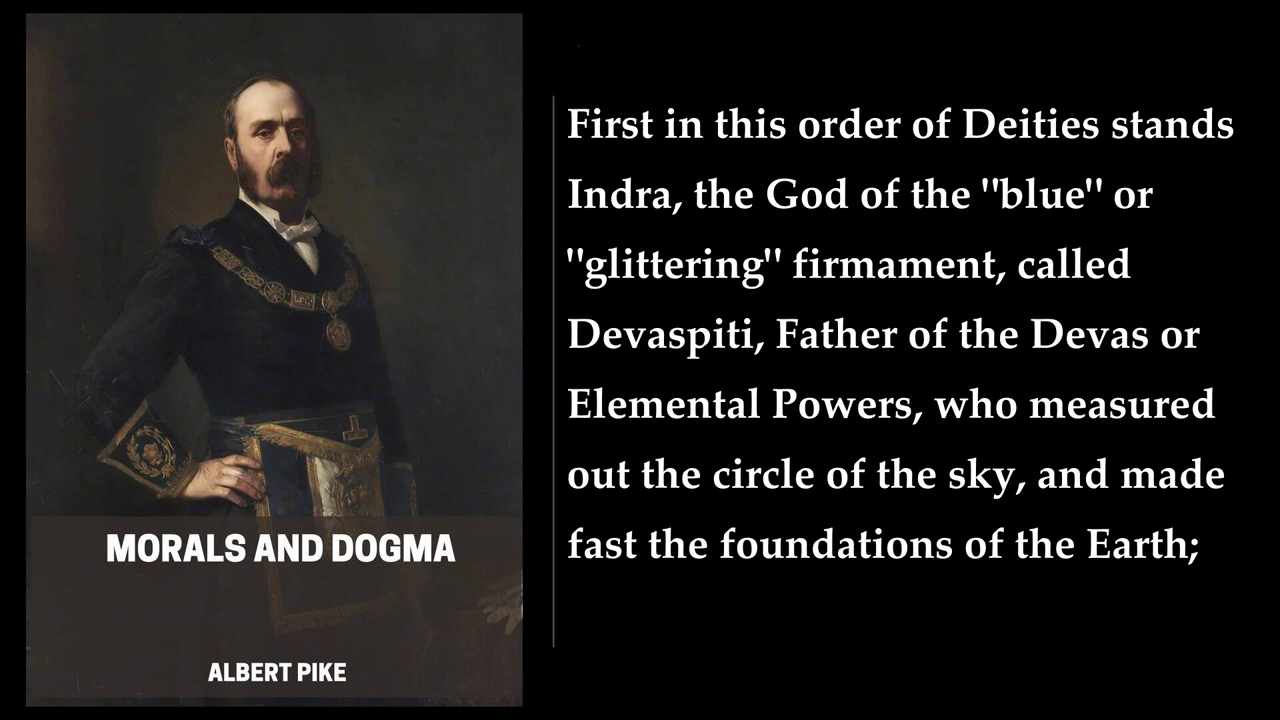 MORALS AND DOGMA
ALBERT PIKE
First in this order of Deities stands
Indra, the God of the "blue" or
"glittering" firmament, called
Devaspiti, Father of the Devas or
Elemental Powers, who measured
out the circle of the sky, and made
fast the foundations of the Earth;